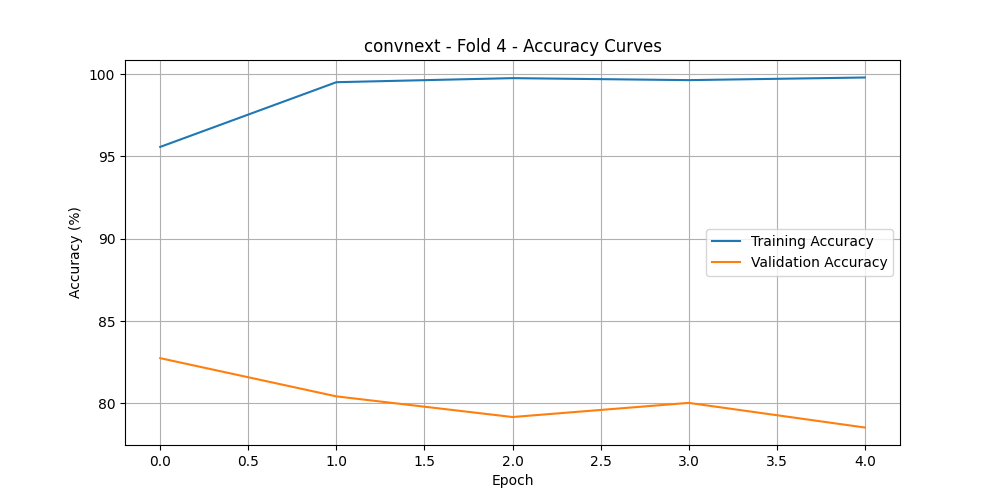 convnext - Fold 4 - Accuracy Curves
100
95
90
85
80
Accuracy (%)
Training Accuracy
Validation Accuracy
0.0 0.5 1.0 1.5 2.0 2.5 3.0 3.5 4.0
Epoch